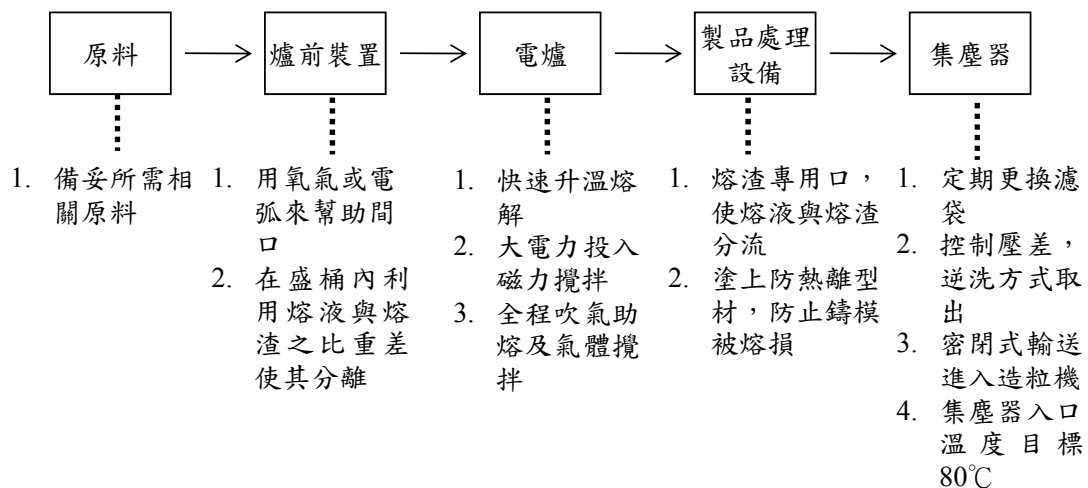 原料
爐前裝置
電爐
製品處理
設備
集塵器
1. 備妥所需相
關原料
1. 用氧氣或電
弧來幫助間
口
2. 在盛桶內利
用熔液與熔
渣之比重差
使其分離
1. 快速升溫熔
解
2. 大電力投入
磁力攪拌
3. 全程吹氣助
熔及氣體攪
拌
1. 熔渣專用口，
使熔液與熔渣
分流
2. 塗上防熱離型
材，防止鑄模
被熔損
1. 定期更換濾
袋
2. 控制壓差，
逆洗方式取
出
3. 密閉式輸送
進入造粒機
4. 集塵器入口
溫度目標
80℃